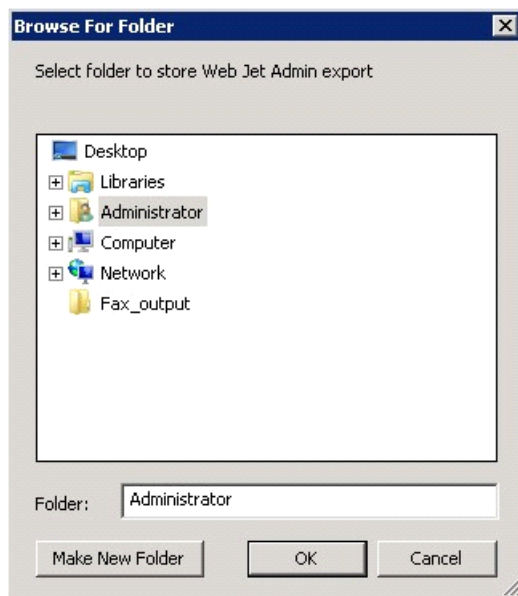 Browse For Folder
Select folder to store Web Jet Admin export
Desktop
Libraries
Administrator
Computer
Network
Fax_output
Folder: Administrator
Make New Folder OK Cancel